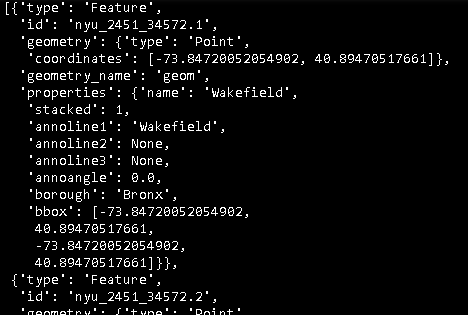 [{'type': 'Feature',
'id': 'nyu_2451_34572.1',
'geometry': {'type': 'Point',
'coordinates': [-73.84720052054902, 40.89470517661]},
'geometry_name': 'geom',
'properties': {'name': 'Wakefield',
'stacked': 1,
'annoline1': 'Wakefield',
'annoline2': None,
'annoline3': None,
'annoangle': 0.0,
'borough': 'Bronx',
'bbox': [-73.84720052054902,
40.89470517661,
-73.84720052054902,
40.89470517661]}},
{'type': 'Feature',
'id': 'nyu_2451_34572.2',
'geometry': {'type': 'Point',